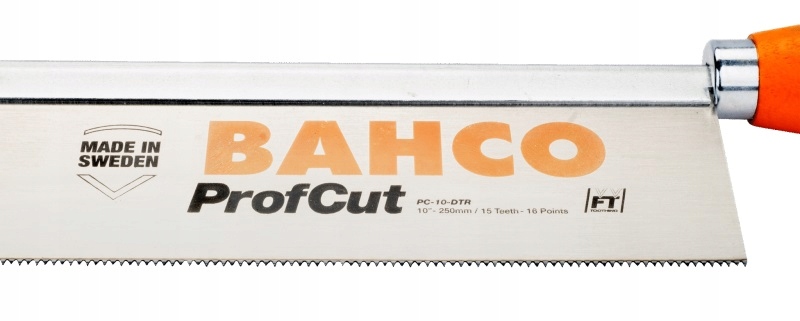 MADE IN
SWEDEN
BAHCO
ProfCut
PC-10-DTR
10"- 250mm / 15 Teeth - 16 Points
FT